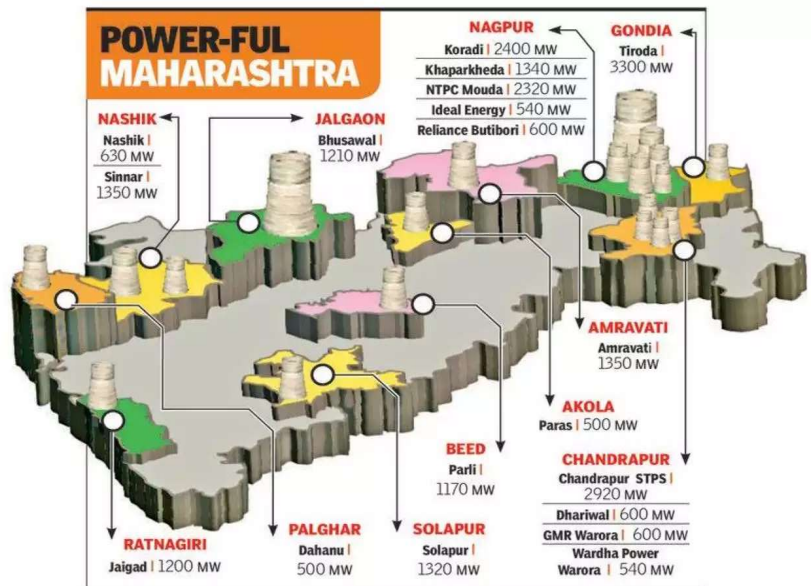 POWER-FUL
MAHARASHTRA
NASHIK
Nashik |
630 MW
Sinnar |
1350 MW
JALGAON
Bhusawal |
1210 MW
NAGPUR
Koradi | 2400 MW
Khaparkheda | 1340 MW
NTPC Mouda | 2320 MW
Ideal Energy | 540 MW
Reliance Butibori | 600 MW
GONDIA
Tiroda |
3300 MW
AMRAVATI
Amravati |
1350 MW
AKOLA
Paras | 500 MW
BEED
Parli |
1170 MW
CHANDRAPUR
Chandrapur STPS |
2920 MW
Dhariwal | 600 MW
GMR Warora | 600 MW
Wardha Power
Warora | 540 MW
RATNAGIRI
Jaigad | 1200 MW
PALGHAR
Dahanu |
500 MW
SOLAPUR
Solapur |
1320 MW